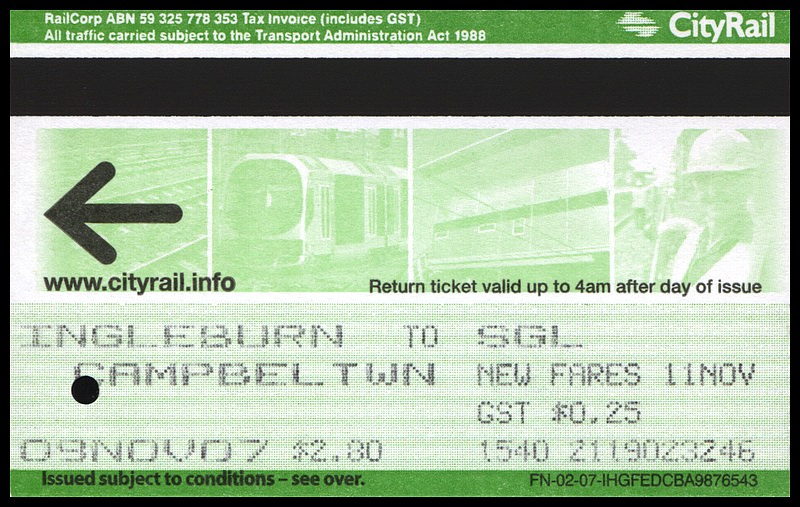 RailCorp ABN 59 325 778 353 Tax Invoice (includes GST)
All traffic carried subject to the Transport Administration Act 1988
CityRail
www.cityrail.info
Return ticket valid up to 4am after day of issue
INGLEBURN TO SGL
CAMPBELTWN NEW FARES 11NOV
GST *0.25
09NOV07 $2.80 1540 2119023246
Issued subject to conditions – see over.
FN-02-07-IHGFEDCBA9876543